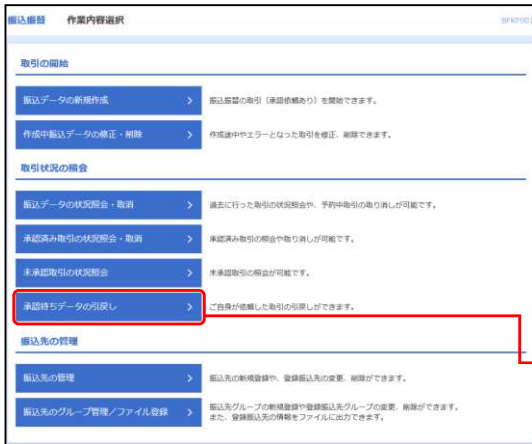 振込振替 作業内容選択 BFKF001
取引の開始
振込データの新規作成 > 振込振替の取引（承認依頼あり）を開始できます。
作成中振込データの修正・削除 > 作成途中やエラーとなった取引を修正、削除できます。
取引状況の照会
振込データの状況照会・取消 > 過去に行った取引の状況照会や、予約中取引の取り消しが可能です。
承認済み取引の状況照会・取消 > 承認済み取引の照会や取り消しが可能です。
未承認取引の状況照会 > 未承認取引の照会が可能です。
承認待ちデータの引戻し > ご自身が依頼した取引の引戻しができます。
振込先の管理
振込先の管理 > 振込先の新規登録や、登録振込先の変更、削除ができます。
振込先のグループ管理／ファイル登録 > 振込先グループの新規登録や登録振込先グループの変更、削除ができます。
また、登録振込先の情報をファイルに出力できます。